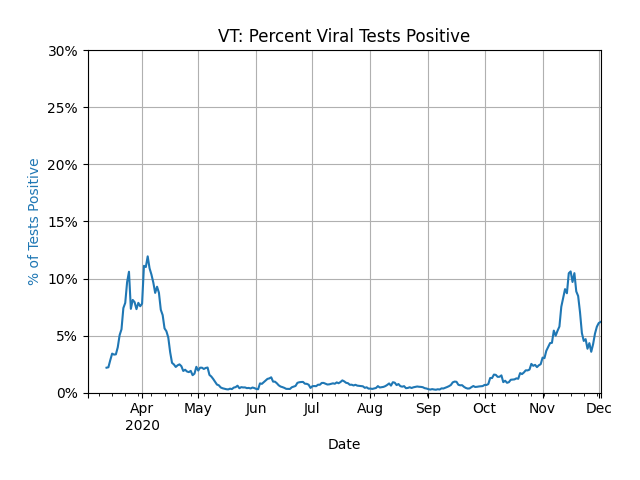 VT: Percent Viral Tests Positive
30%
25%
20%
15%
10%
5%
0%
% of Tests Positive
Apr May Jun Jul Aug Sep Oct Nov Dec
2020
Date